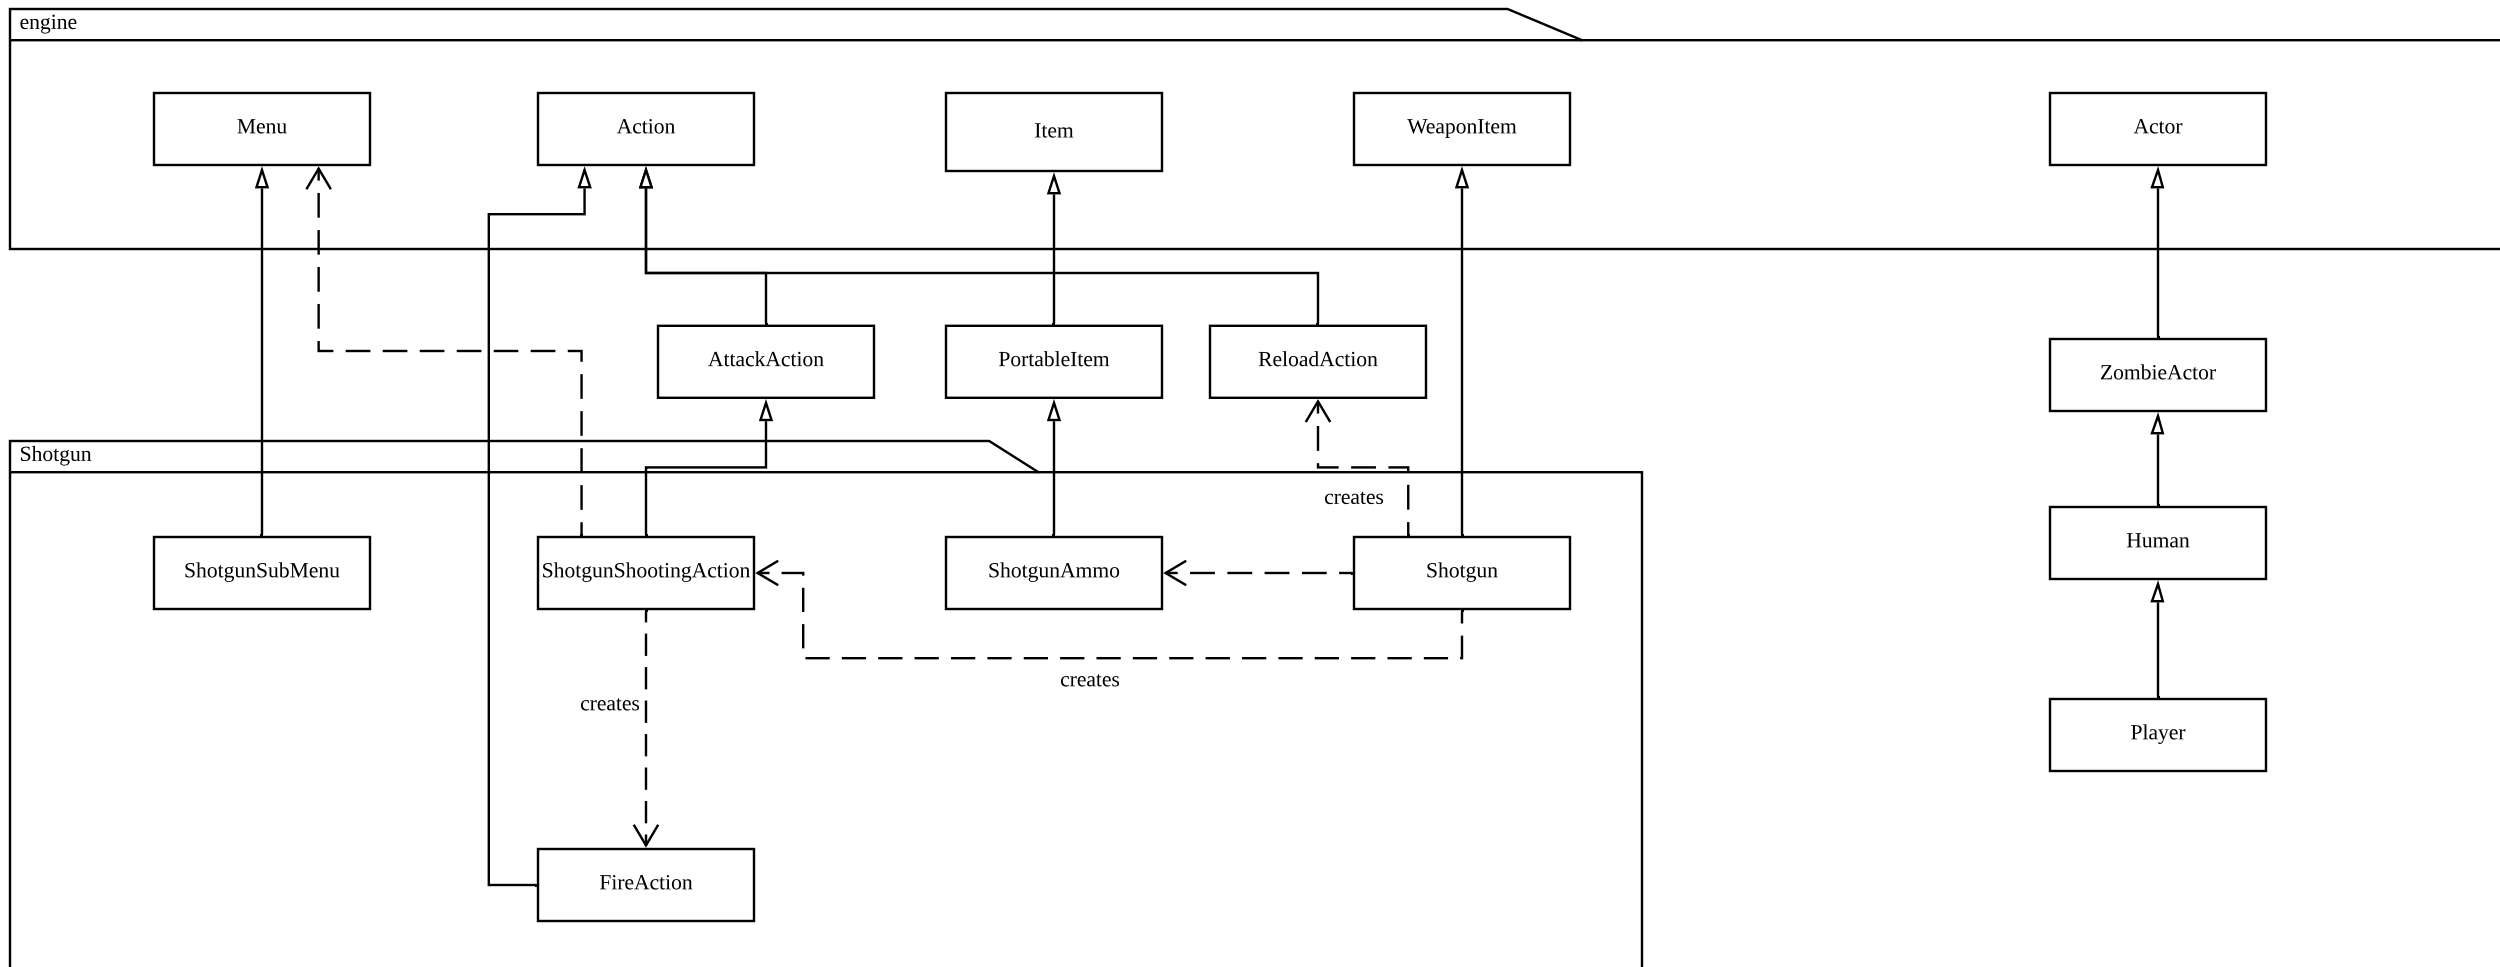 engine
Menu
Action
Item
WeaponItem
Actor
AttackAction
PortableItem
ReloadAction
ZombieActor
Shotgun
creates
Human
ShotgunSubMenu
ShotgunShootingAction
ShotgunAmmo
Shotgun
creates
creates
Player
FireAction